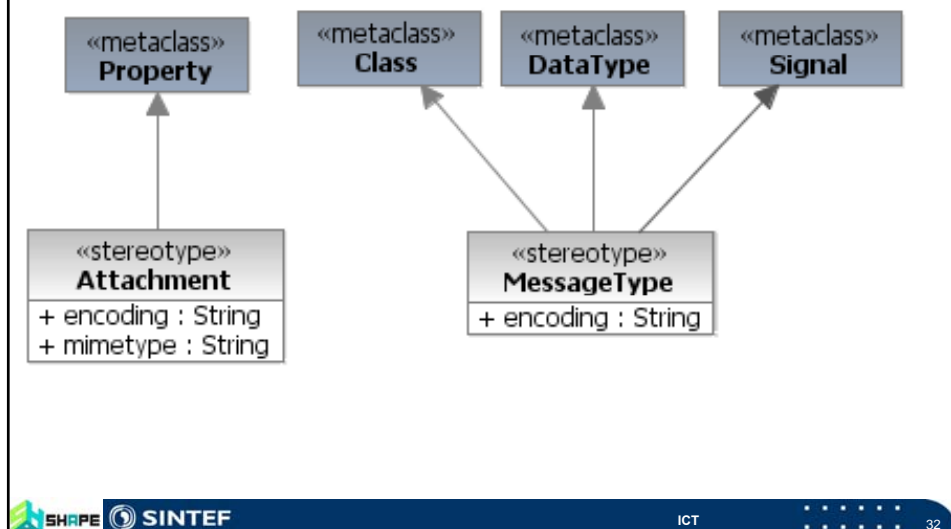 «metaclass»
Property
«metaclass»
Class
«metaclass»
DataType
«metaclass»
Signal
«stereotype»
Attachment
+ encoding : String
+ mimetype : String
«stereotype»
MessageType
+ encoding : String
SHAPE SINTEF ICT 32